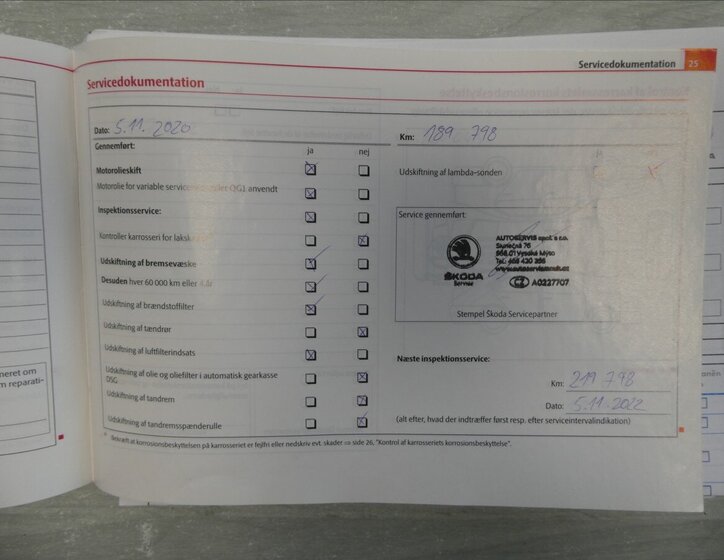 Servicedokumentation 25
Servicedokumentation
Dato: 5.11. 2020
Km: 189 798
Gennemført:
ja nej
Motorolieskift
Motorolie for variable QG1 anvendt
Inspektionsservice:
Kontroller karrosseri for
Udskiftning af bremsevæske
Desuden hver 60 000 km eller 4 år
Udskiftning af brændstoffilter
Udskiftning af tændrør
Udskiftning af luftfilterindsats
Udskiftning af olie og oliefilter i automatisk gearkasse
DSG
Udskiftning af tandrem
Udskiftning af tandremsspænderulle
Udskiftning af lambda-sonden
Service gennemført:
AUTOSERVIS spol. s r.o.
566 01 Vysoké Mýto
ŠKODA
Service
A0227707
Stempel Škoda Servicepartner
Næste inspektionsservice:
Km: 219 798
Dato: 5.11.2022
(alt efter, hvad der indtræffer først resp. efter serviceintervalindikation)
Bekræft at korrosionsbeskyttelsen på karrosseriet er fejlfri eller nedskriv evt. skader ⇒ side 26, "Kontrol af karrosseriets korrosionsbeskyttelse".